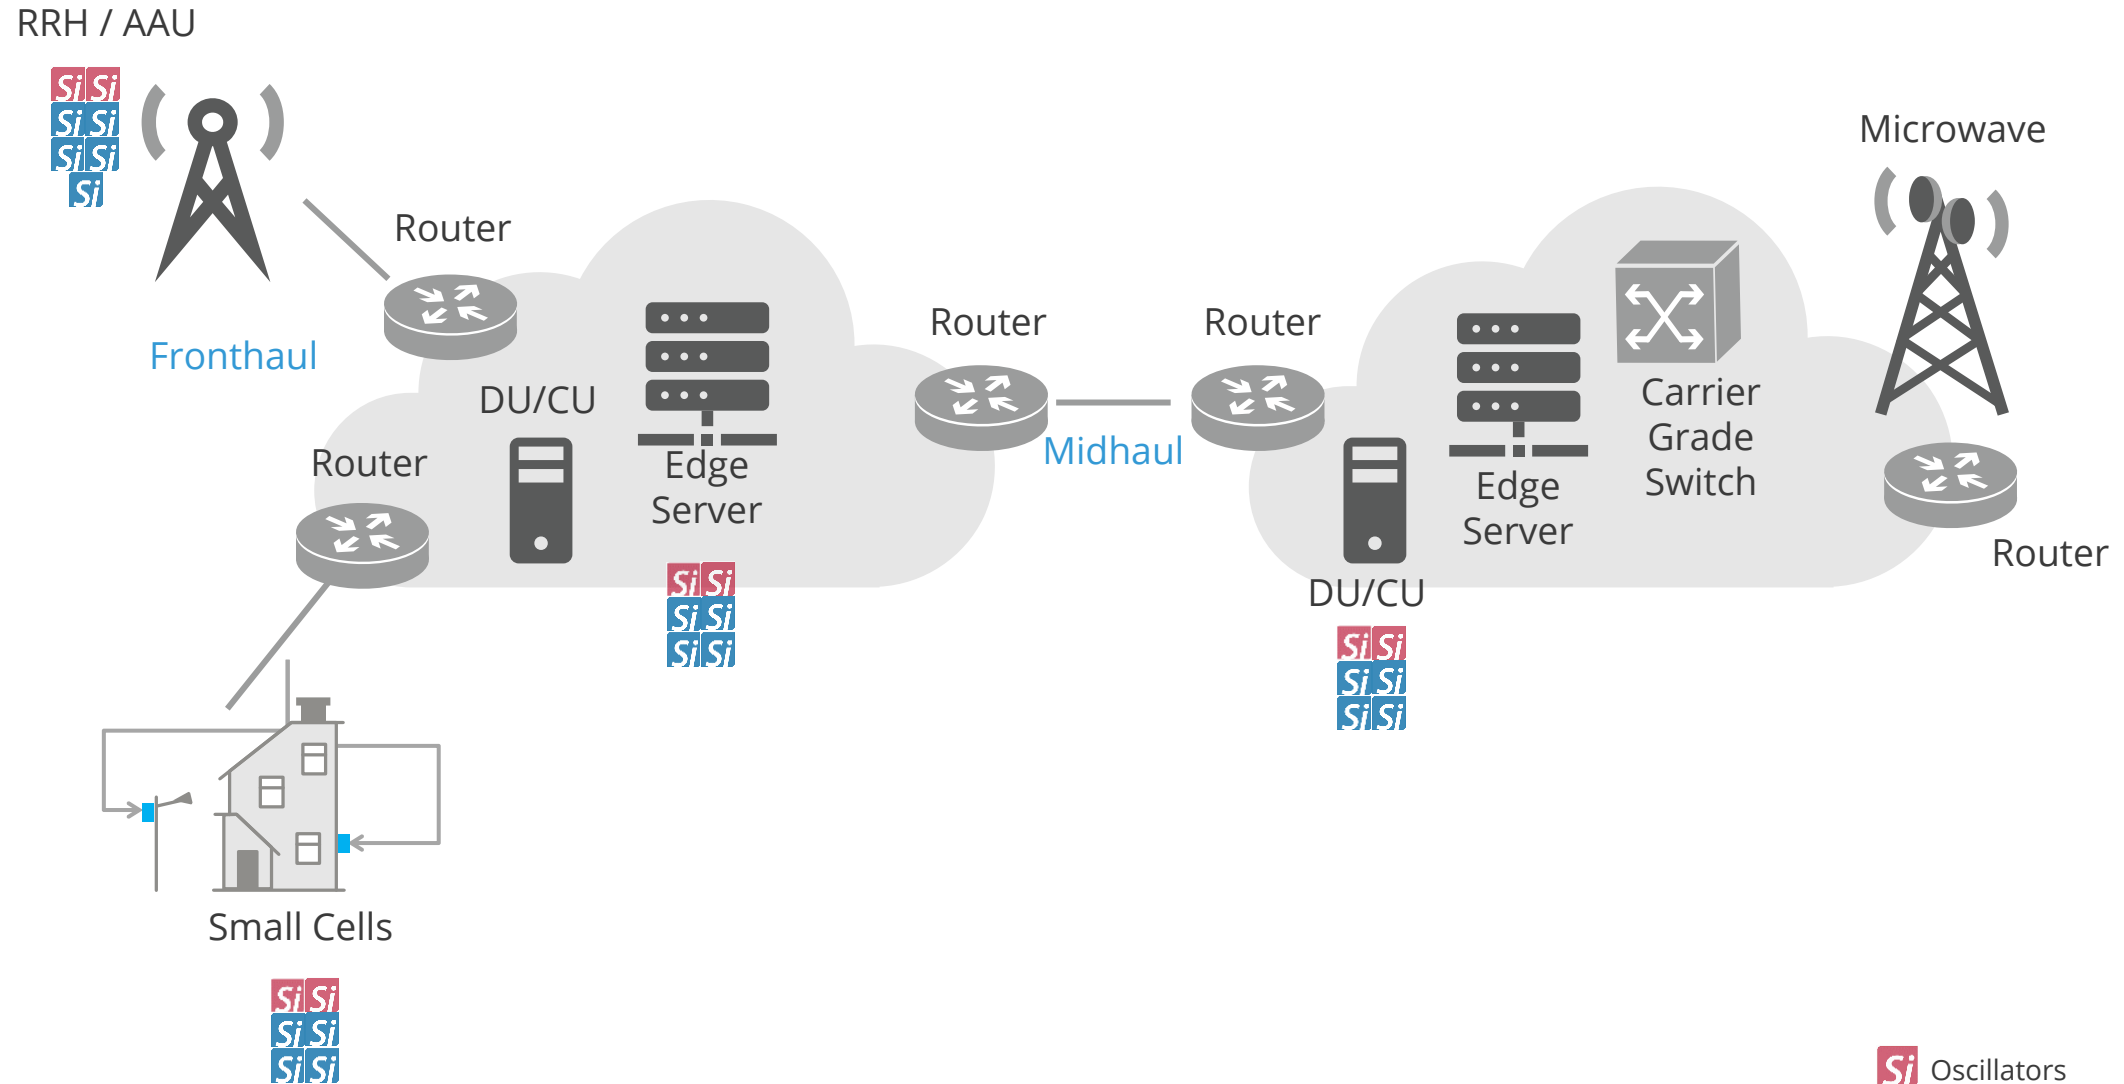 RRH / AAU
Si Si
Si Si
Si Si
Si
Microwave
Router
Fronthaul
Router
Router
DU/CU
Carrier
Grade
Switch
Midhaul
Router
Edge
Server
Edge
Server
Router
DU/CU
Si Si
Si Si
Si Si
Si Si
Si Si
Si Si
Small Cells
Si Si
Si Si
Si Si
Si Oscillators